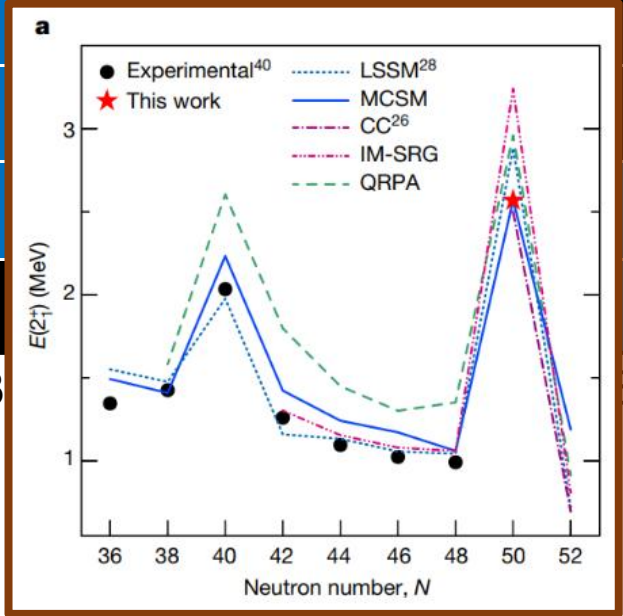 a
Experimental40
This work
LSSM28
MCSM
CC26
IM-SRG
QRPA
3
2
1
E(2+1) (MeV)
36 38 40 42 44 46 48 50 52
Neutron number, N
3